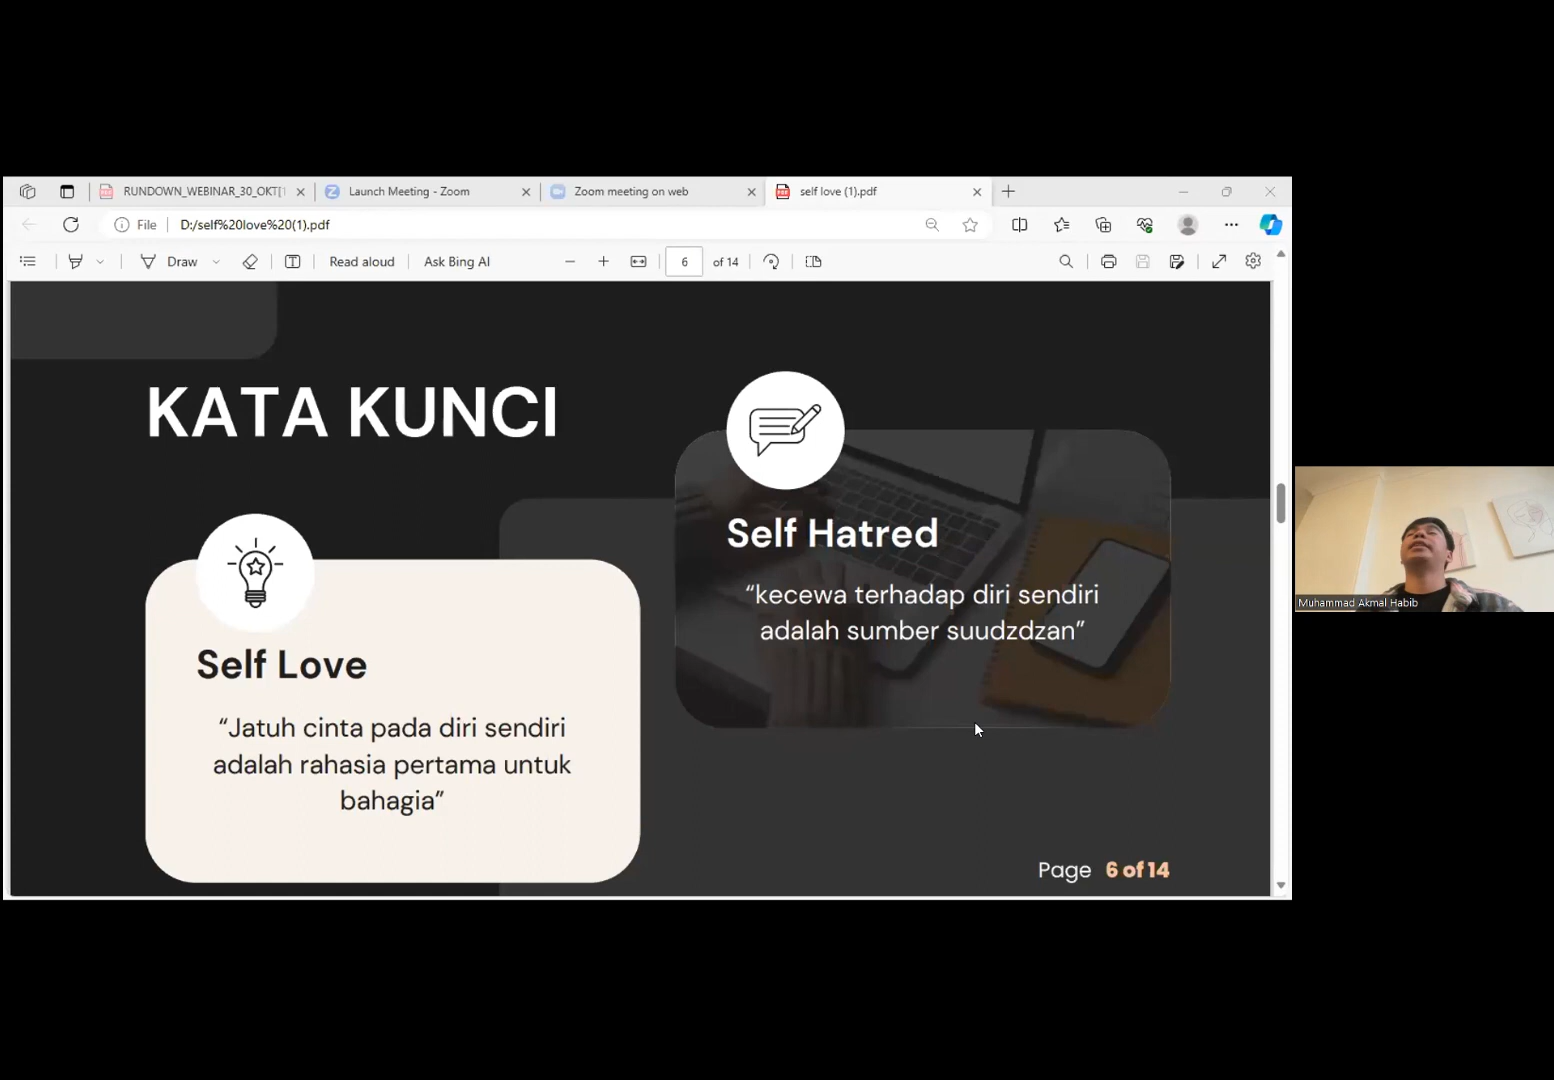 RUNDOWN_WEBINAR_30_OKT[1
Launch Meeting - Zoom
Zoom meeting on web
self love (1).pdf
File
D:/self%20love%20(1).pdf
Draw
Read aloud
Ask Bing AI
6
of 14
KATA KUNCI
Self Hatred
“kecewa terhadap diri sendiri
adalah sumber suudzdzan”
Self Love
“Jatuh cinta pada diri sendiri
adalah rahasia pertama untuk
bahagia”
Page 6 of 14
Muhammad Akmal Habib